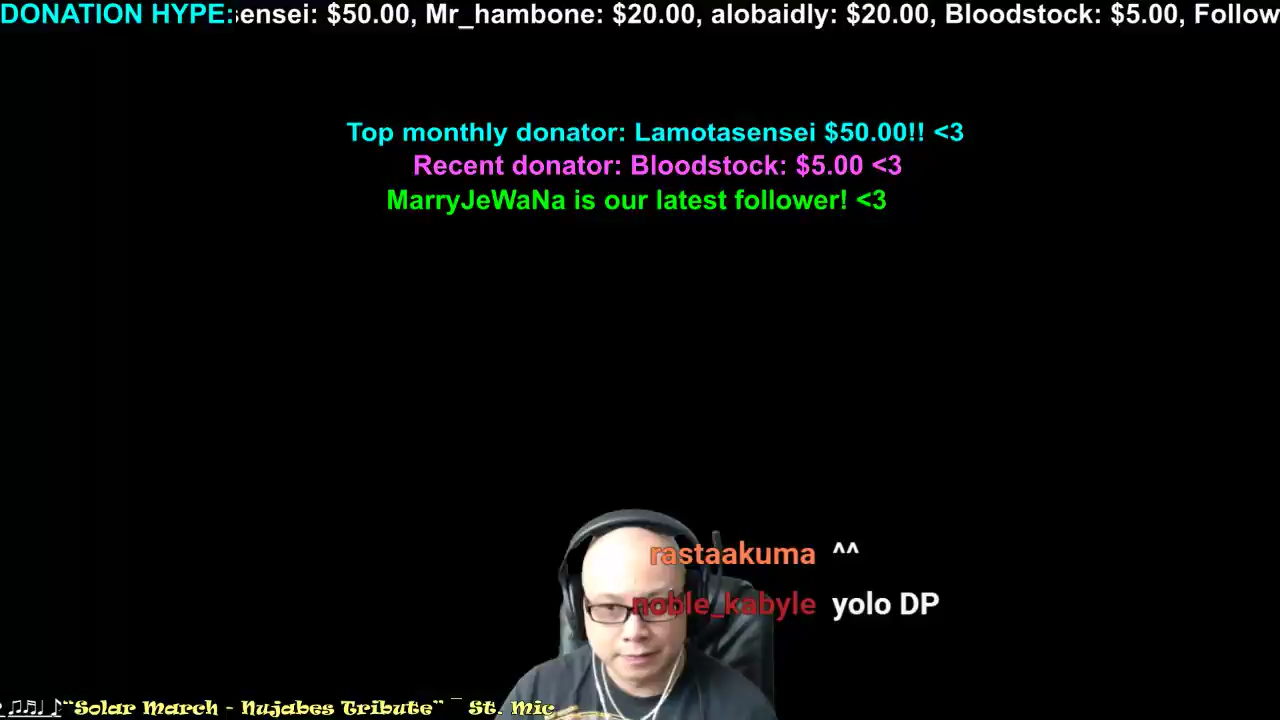 DONATION HYPE: ensei: $50.00, Mr_hambone: $20.00, alobaidly: $20.00, Bloodstock: $5.00, Follow
Top monthly donator: Lamotasensei $50.00!! <3
Recent donator: Bloodstock: $5.00 <3
MarryJeWaNa is our latest follower! <3
rastaakuma ^^
noble_kabyle yolo DP
♫♫ ♪"Solar March - Nujabes Tribute" ~ St. Mic